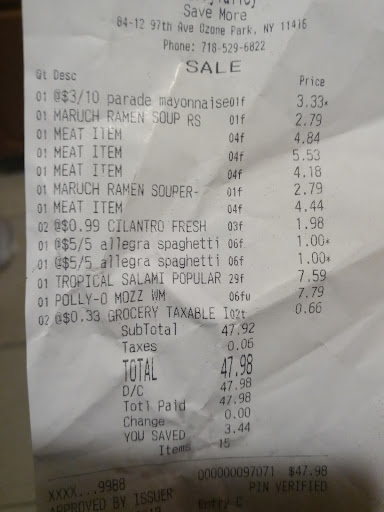 Save More
84-12 97th Ave Ozone Park, NY 11416
Phone: 718-529-6822
SALE
Qt Desc Price
01 @$3/10 parade mayonnaise01f 3.33*
01 MARUCH RAMEN SOUP RS 01f 2.79
01 MEAT ITEM 04f 4.84
01 MEAT ITEM 04f 5.53
01 MEAT ITEM 04f 4.18
01 MARUCH RAMEN SOUPER- 01f 2.79
01 MEAT ITEM 04f 4.44
02 @$0.99 CILANTRO FRESH 03f 1.98
01 @$5/5 allegra spaghetti 06f 1.00*
01 @$5/5 allegra spaghetti 06f 1.00*
01 TROPICAL SALAMI POPULAR 29f 7.59
01 POLLY-O MOZZ WM 06fu 7.79
02 @$0.33 GROCERY TAXABLE I02t 0.66
SubTotal 47.92
Taxes 0.06
TOTAL 47.98
D/C 47.98
Totl Paid 47.98
Change 0.00
YOU SAVED 3.44
Items 15
000000097071 $47.98
XXXX...9988 PIN VERIFIED
APPROVED BY ISSUER Entry C